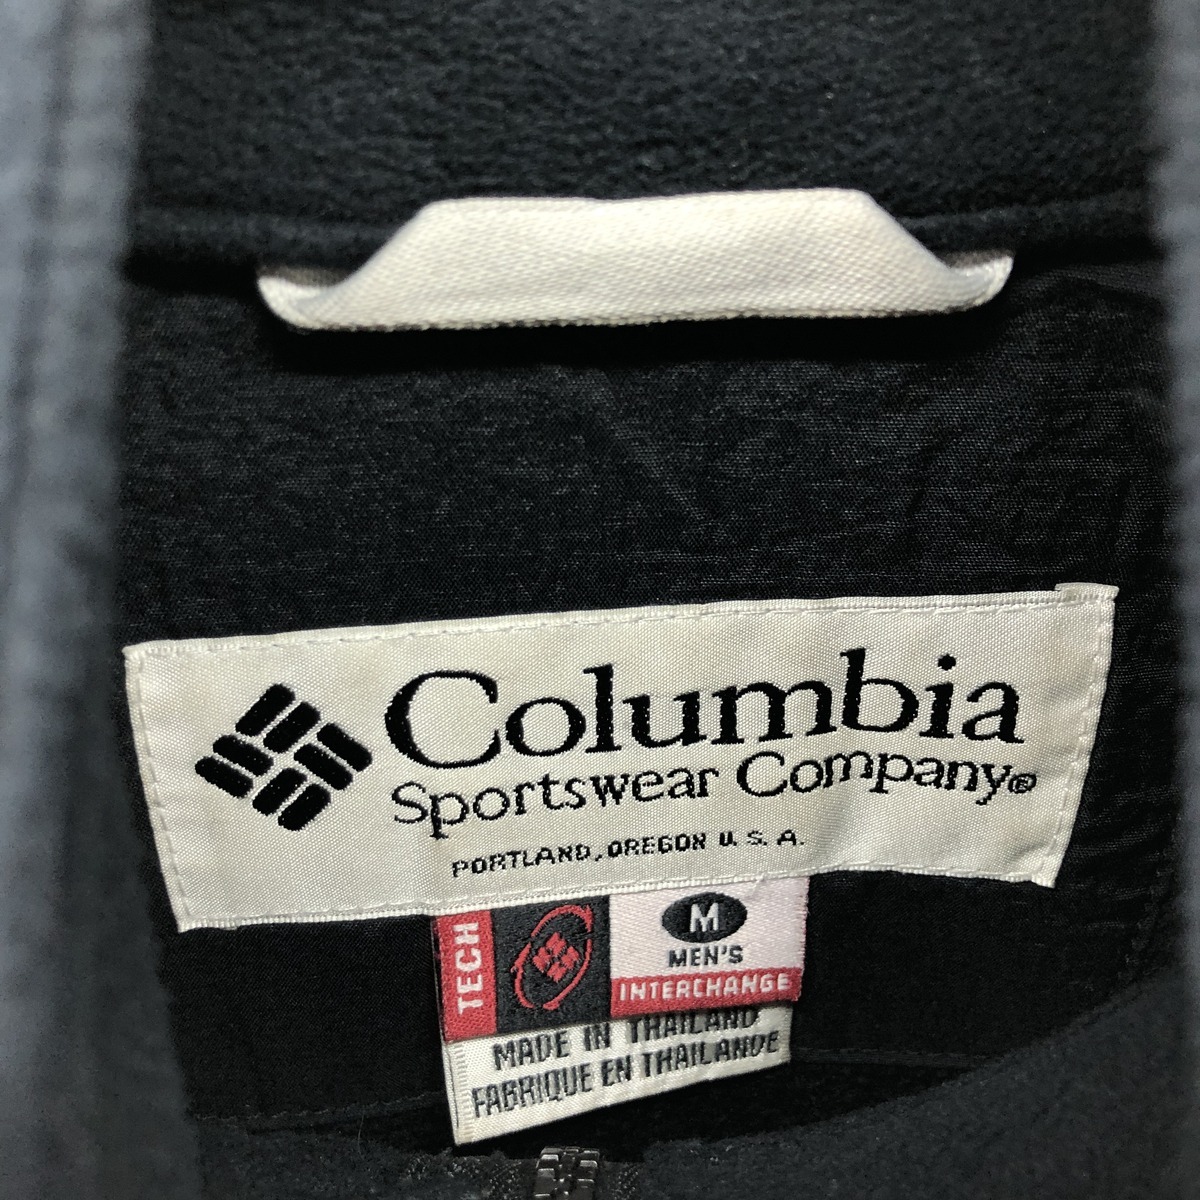 Columbia
Sportswear Company®
PORTLAND, OREGON U.S.A.
TECH
M
MEN'S
INTERCHANGE
MADE IN THAILAND
FABRIQUE EN THAILANDE